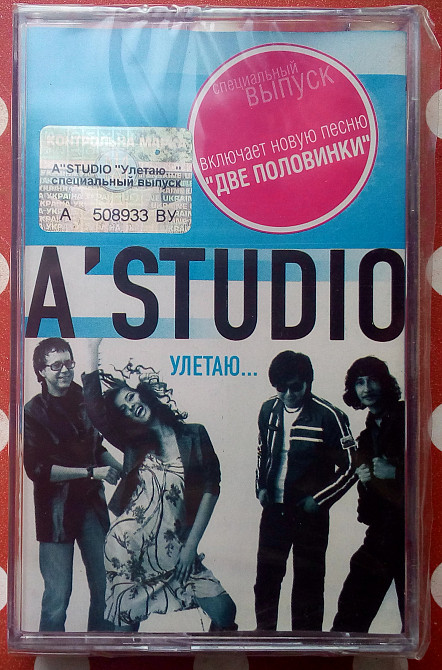 специальный
ВЫПУСК
включает новую песню
"ДВЕ ПОЛОВИНКИ"
КОНТРОЛЬНА МА
A"STUDIO "Улетаю..."
специальный выпуск
А 508933 ВУ
A'STUDIO
УЛЕТАЮ...